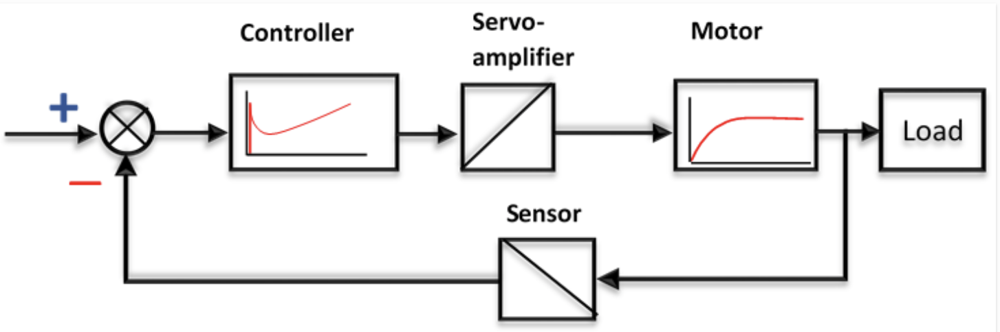 Controller
Servo-
amplifier
Motor
+
Load
−
Sensor